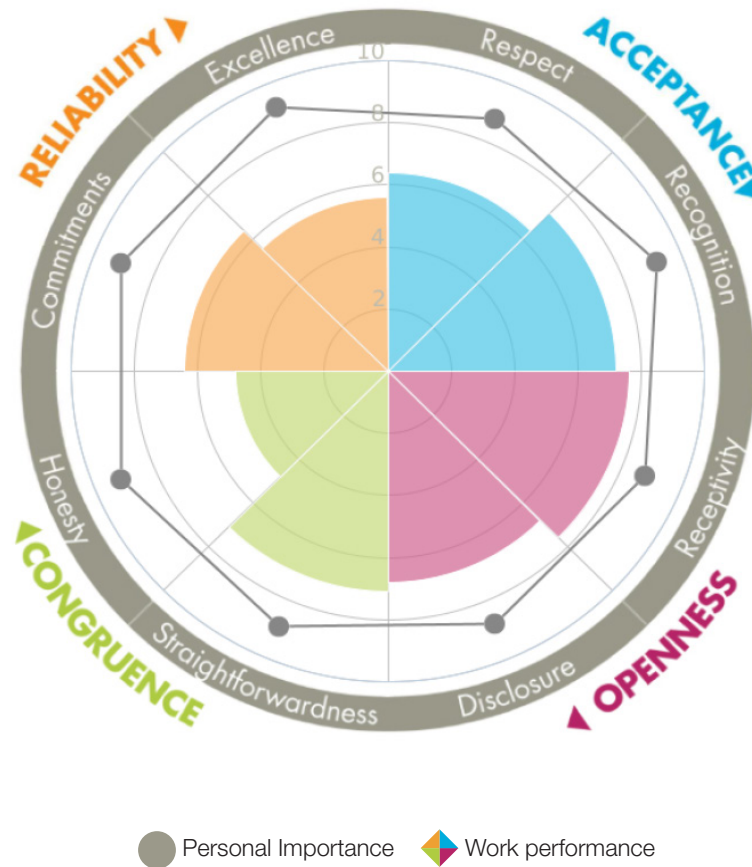 RELIABILITY
ACCEPTANCE
Excellence
Respect
Commitments
Recognition
10
8
6
4
2
Honesty
Receptivity
Straightforwardness
Disclosure
CONGRUENCE
OPENNESS
Personal Importance
Work performance